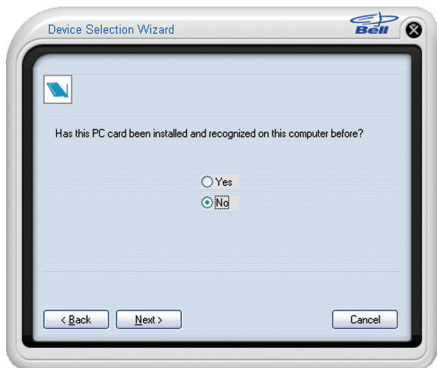 Device Selection Wizard
Bell
Has this PC card been installed and recognized on this computer before?
Yes
No
< Back
Next >
Cancel